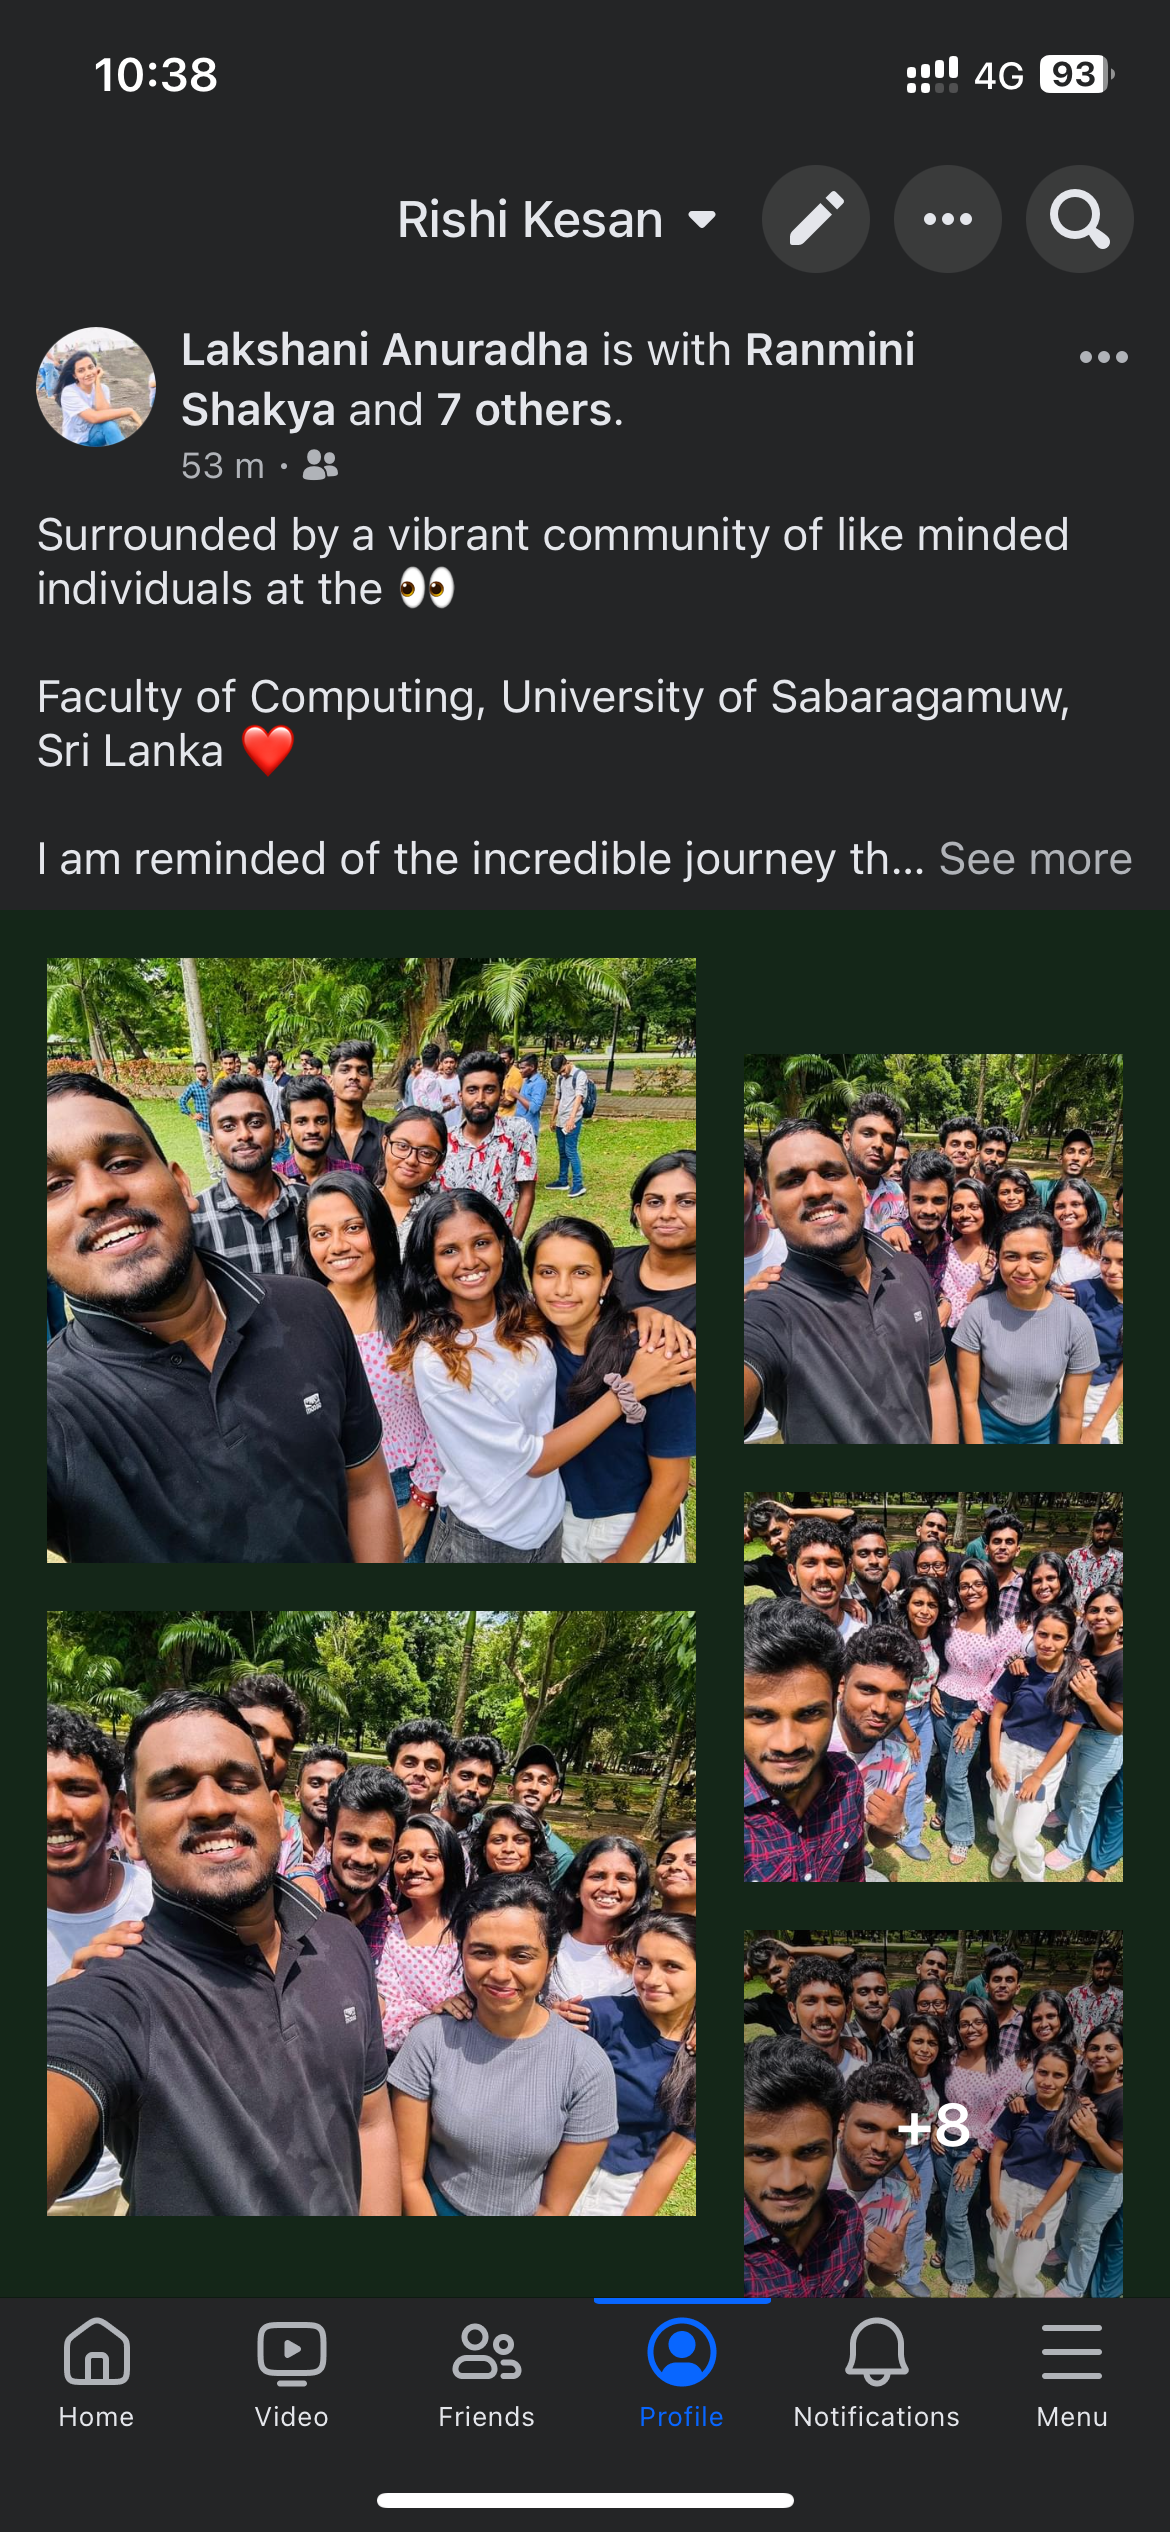 10:38
4G 93
Rishi Kesan
Lakshani Anuradha is with Ranmini
Shakya and 7 others.
53 m ·
Surrounded by a vibrant community of like minded
individuals at the 👀
Faculty of Computing, University of Sabaragamuw,
Sri Lanka ❤️
I am reminded of the incredible journey th... See more
+8
Home
Video
Friends
Profile
Notifications
Menu